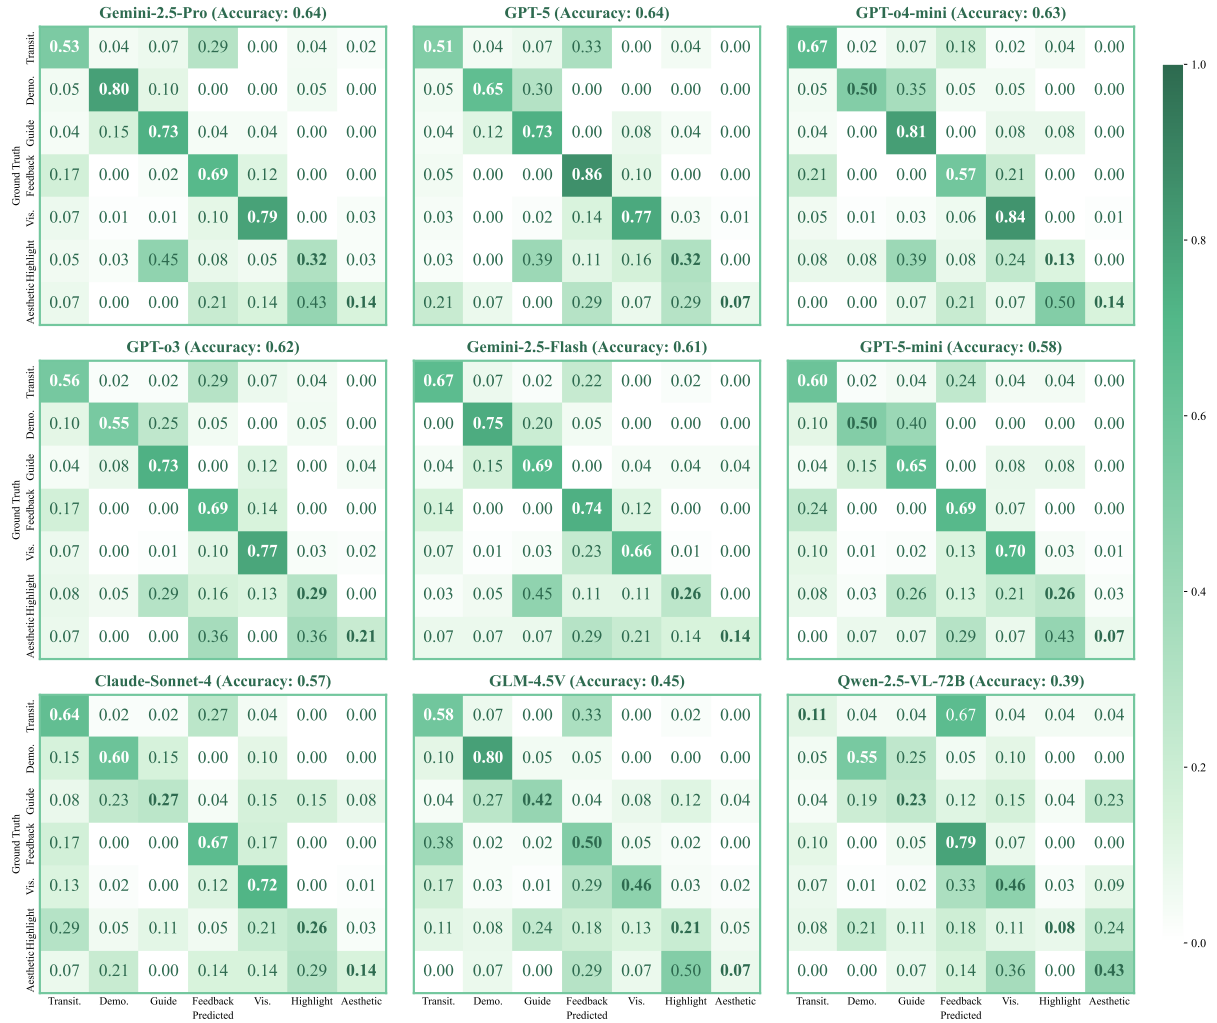 Gemini-2.5-Pro (Accuracy: 0.64)
Transit. 0.53 0.04 0.07 0.29 0.00 0.04 0.02
Demo. 0.05 0.80 0.10 0.00 0.00 0.05 0.00
Guide 0.04 0.15 0.73 0.04 0.04 0.00 0.00
Ground Truth
Feedback 0.17 0.00 0.02 0.69 0.12 0.00 0.00
Vis. 0.07 0.01 0.01 0.10 0.79 0.00 0.03
Highlight 0.05 0.03 0.45 0.08 0.05 0.32 0.03
Aesthetic 0.07 0.00 0.00 0.21 0.14 0.43 0.14
GPT-5 (Accuracy: 0.64)
0.51 0.04 0.07 0.33 0.00 0.04 0.00
0.05 0.65 0.30 0.00 0.00 0.00 0.00
0.04 0.12 0.73 0.00 0.08 0.04 0.00
0.05 0.00 0.00 0.86 0.10 0.00 0.00
0.03 0.00 0.02 0.14 0.77 0.03 0.01
0.03 0.00 0.39 0.11 0.16 0.32 0.00
0.21 0.07 0.00 0.29 0.07 0.29 0.07
GPT-o4-mini (Accuracy: 0.63)
0.67 0.02 0.07 0.18 0.02 0.04 0.00
0.05 0.50 0.35 0.05 0.05 0.00 0.00
0.04 0.00 0.81 0.00 0.08 0.08 0.00
0.21 0.00 0.00 0.57 0.21 0.00 0.00
0.05 0.01 0.03 0.06 0.84 0.00 0.01
0.08 0.08 0.39 0.08 0.24 0.13 0.00
0.00 0.00 0.07 0.21 0.07 0.50 0.14
GPT-o3 (Accuracy: 0.62)
Transit. 0.56 0.02 0.02 0.29 0.07 0.04 0.00
Demo. 0.10 0.55 0.25 0.05 0.00 0.05 0.00
Guide 0.04 0.08 0.73 0.00 0.12 0.00 0.04
Ground Truth
Feedback 0.17 0.00 0.00 0.69 0.14 0.00 0.00
Vis. 0.07 0.00 0.01 0.10 0.77 0.03 0.02
Highlight 0.08 0.05 0.29 0.16 0.13 0.29 0.00
Aesthetic 0.07 0.00 0.00 0.36 0.00 0.36 0.21
Gemini-2.5-Flash (Accuracy: 0.61)
0.67 0.07 0.02 0.22 0.00 0.02 0.00
0.00 0.75 0.20 0.05 0.00 0.00 0.00
0.04 0.15 0.69 0.00 0.04 0.04 0.04
0.14 0.00 0.00 0.74 0.12 0.00 0.00
0.07 0.01 0.03 0.23 0.66 0.01 0.00
0.03 0.05 0.45 0.11 0.11 0.26 0.00
0.07 0.07 0.07 0.29 0.21 0.14 0.14
GPT-5-mini (Accuracy: 0.58)
0.60 0.02 0.04 0.24 0.04 0.04 0.00
0.10 0.50 0.40 0.00 0.00 0.00 0.00
0.04 0.15 0.65 0.00 0.08 0.08 0.00
0.24 0.00 0.00 0.69 0.07 0.00 0.00
0.10 0.01 0.02 0.13 0.70 0.03 0.01
0.08 0.03 0.26 0.13 0.21 0.26 0.03
0.00 0.07 0.07 0.29 0.07 0.43 0.07
Claude-Sonnet-4 (Accuracy: 0.57)
Transit. 0.64 0.02 0.02 0.27 0.04 0.00 0.00
Demo. 0.15 0.60 0.15 0.00 0.10 0.00 0.00
Guide 0.08 0.23 0.27 0.04 0.15 0.15 0.08
Ground Truth
Feedback 0.17 0.00 0.00 0.67 0.17 0.00 0.00
Vis. 0.13 0.02 0.00 0.12 0.72 0.00 0.01
Highlight 0.29 0.05 0.11 0.05 0.21 0.26 0.03
Aesthetic 0.07 0.21 0.00 0.14 0.14 0.29 0.14
Transit. Demo. Guide Feedback Vis. Highlight Aesthetic
Predicted
GLM-4.5V (Accuracy: 0.45)
0.58 0.07 0.00 0.33 0.00 0.02 0.00
0.10 0.80 0.05 0.05 0.00 0.00 0.00
0.04 0.27 0.42 0.04 0.08 0.12 0.04
0.38 0.02 0.02 0.50 0.05 0.02 0.00
0.17 0.03 0.01 0.29 0.46 0.03 0.02
0.11 0.08 0.24 0.18 0.13 0.21 0.05
0.00 0.07 0.00 0.29 0.07 0.50 0.07
Transit. Demo. Guide Feedback Vis. Highlight Aesthetic
Predicted
Qwen-2.5-VL-72B (Accuracy: 0.39)
0.11 0.04 0.04 0.67 0.04 0.04 0.04
0.05 0.55 0.25 0.05 0.10 0.00 0.00
0.04 0.19 0.23 0.12 0.15 0.04 0.23
0.10 0.00 0.05 0.79 0.07 0.00 0.00
0.07 0.01 0.02 0.33 0.46 0.03 0.09
0.08 0.21 0.11 0.18 0.11 0.08 0.24
0.00 0.00 0.07 0.14 0.36 0.00 0.43
Transit. Demo. Guide Feedback Vis. Highlight Aesthetic
Predicted
1.0
0.8
0.6
0.4
0.2
0.0